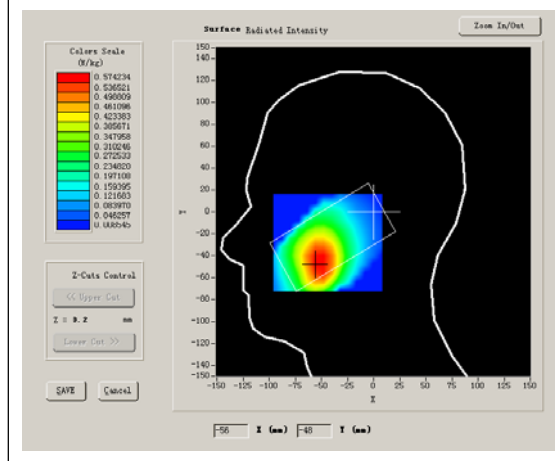 Surface Radiated Intensity
Zoom In/Out
Colors Scale
(W/kg)
0.574234
0.536521
0.498809
0.461096
0.423383
0.385671
0.347958
0.310246
0.272533
0.234820
0.197108
0.159395
0.121683
0.083970
0.046257
0.008545
Z-Cuts Control
<< Upper Cut
Z = 0.2 mm
Lower Cut >>
SAVE
Cancel
150
140
120
100
80
60
40
20
0
-20
-40
-60
-80
-100
-120
-140
-150
Y
-150 -125 -100 -75 -50 -25 0 25 50 75 100 125 150
X
-56 X (mm) -48 Y (mm)